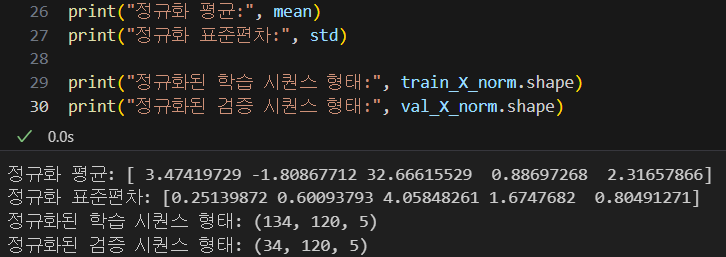 26 print("정규화 평균:", mean)
27 print("정규화 표준편차:", std)
28
29 print("정규화된 학습 시퀀스 형태:", train_X_norm.shape)
30 print("정규화된 검증 시퀀스 형태:", val_X_norm.shape)
0.0s
정규화 평균: [ 3.47419729 -1.80867712 32.66615529  0.88697268  2.31657866]
정규화 표준편차: [0.25139872 0.60093793 4.05848261 1.6747682  0.80491271]
정규화된 학습 시퀀스 형태: (134, 120, 5)
정규화된 검증 시퀀스 형태: (34, 120, 5)